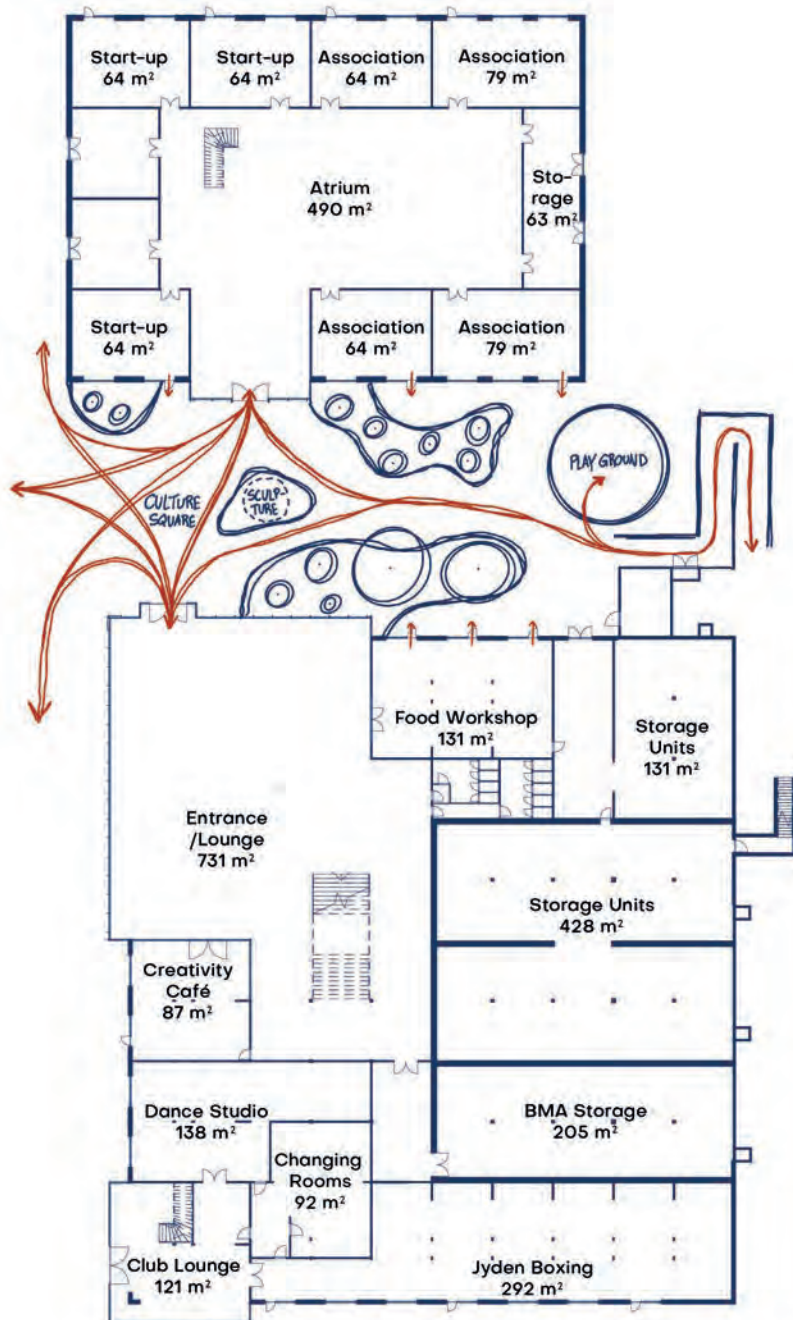 Start-up
64 m²
Start-up
64 m²
Association
64 m²
Association
79 m²
Atrium
490 m²
Sto-
rage
63 m²
Start-up
64 m²
Association
64 m²
Association
79 m²
PLAYGROUND
CULTURE
SQUARE
SCULP-
TURE
Food Workshop
131 m²
Storage
Units
131 m²
Entrance
/Lounge
731 m²
Storage Units
428 m²
Creativity
Café
87 m²
Dance Studio
138 m²
BMA Storage
205 m²
Changing
Rooms
92 m²
Club Lounge
121 m²
Jyden Boxing
292 m²